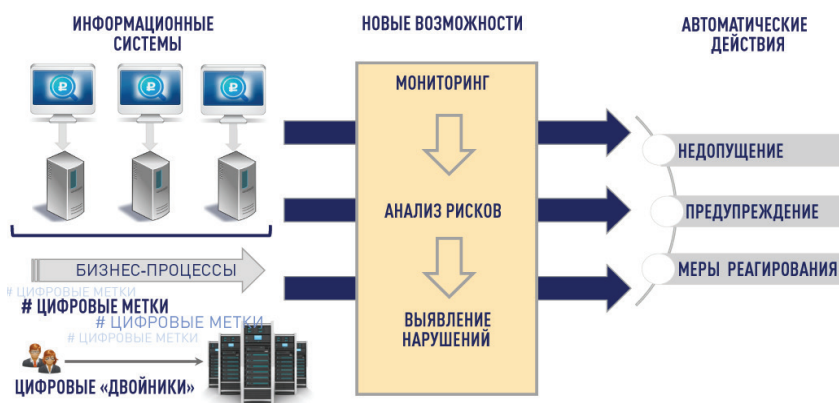 ИНФОРМАЦИОННЫЕ
СИСТЕМЫ
₽
₽
₽
БИЗНЕС-ПРОЦЕССЫ
# ЦИФРОВЫЕ МЕТКИ
# ЦИФРОВЫЕ МЕТКИ
# ЦИФРОВЫЕ МЕТКИ
# ЦИФРОВЫЕ МЕТКИ
ЦИФРОВЫЕ «ДВОЙНИКИ»
НОВЫЕ ВОЗМОЖНОСТИ
МОНИТОРИНГ
АНАЛИЗ РИСКОВ
ВЫЯВЛЕНИЕ
НАРУШЕНИЙ
АВТОМАТИЧЕСКИЕ
ДЕЙСТВИЯ
НЕДОПУЩЕНИЕ
ПРЕДУПРЕЖДЕНИЕ
МЕРЫ РЕАГИРОВАНИЯ